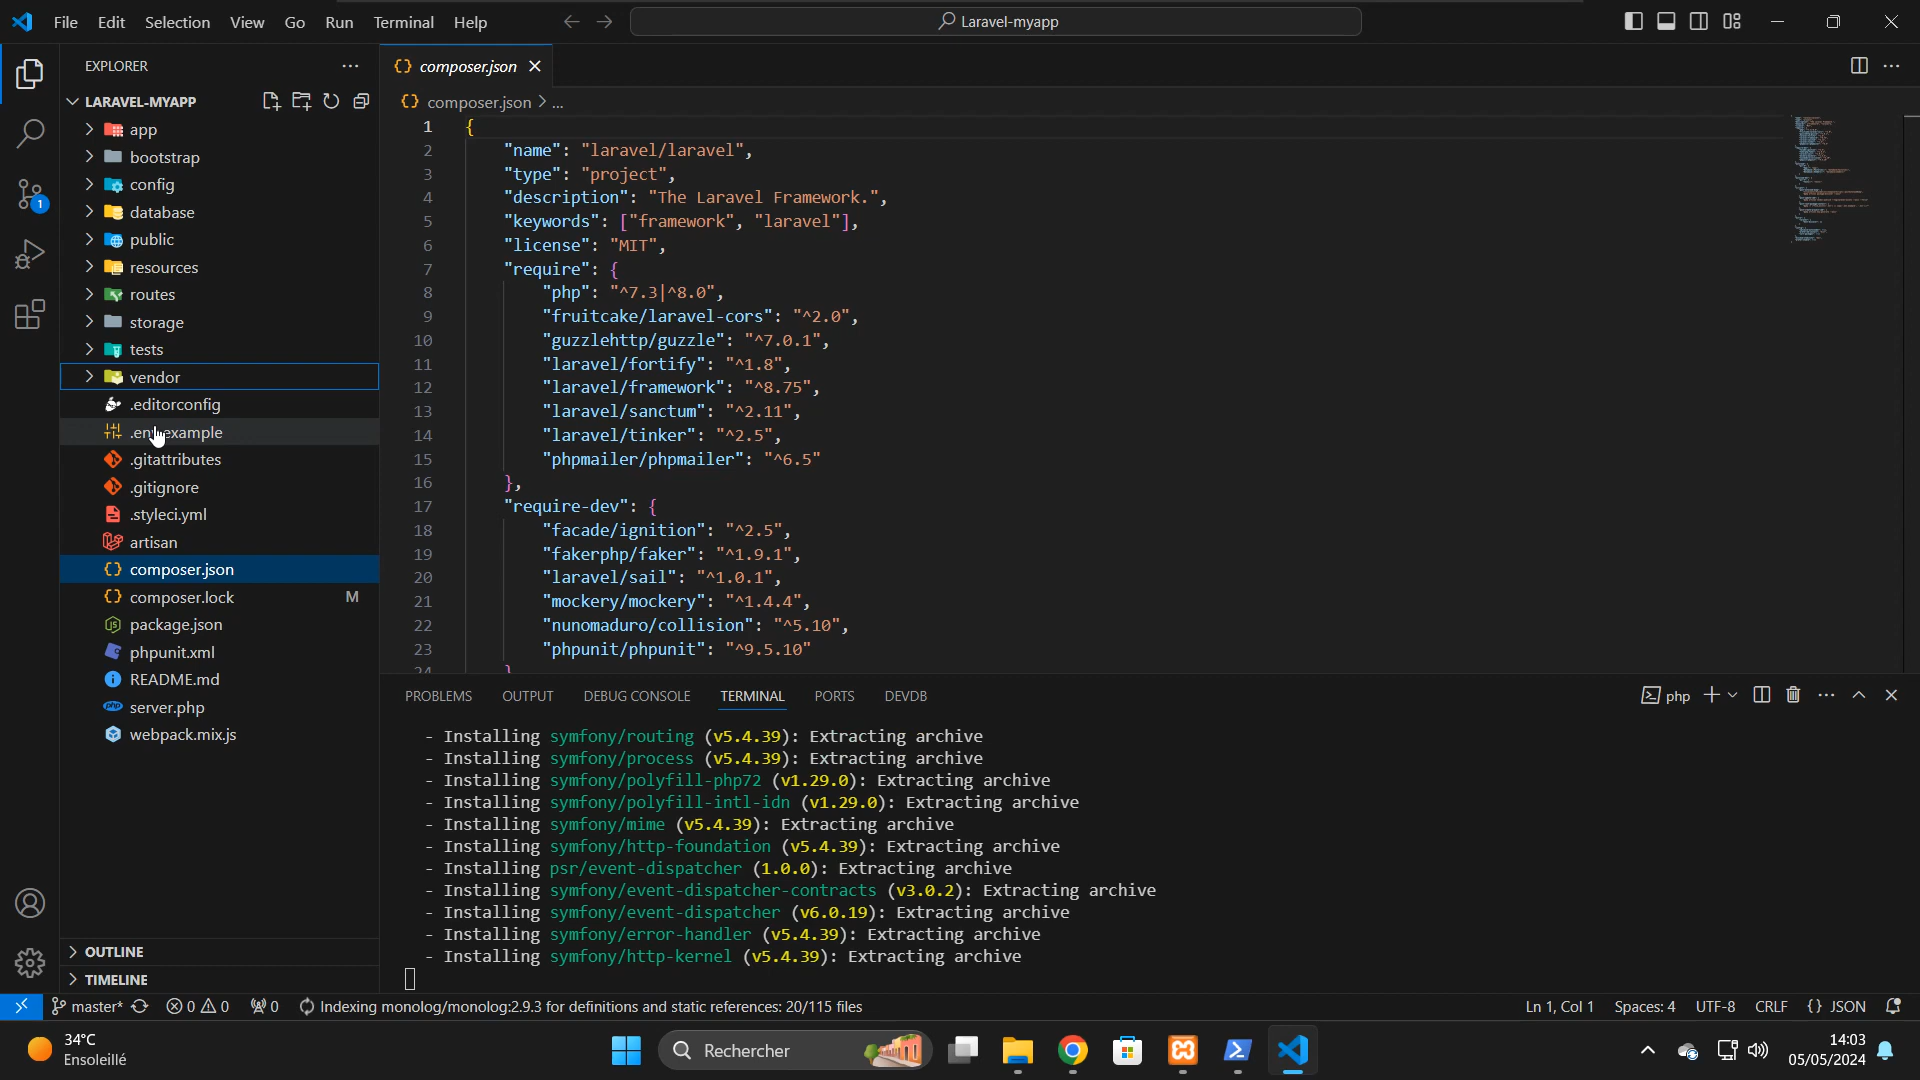 File Edit Selection View Go Run Terminal Help
Laravel-myapp
EXPLORER
LARAVEL-MYAPP
app
bootstrap
config
database
public
resources
routes
storage
tests
vendor
.editorconfig
.env.example
.gitattributes
.gitignore
.styleci.yml
artisan
composer.json
composer.lock M
package.json
phpunit.xml
README.md
server.php
webpack.mix.js
OUTLINE
TIMELINE
1
composer.json
composer.json > ...
1 {
2 "name": "laravel/laravel",
3 "type": "project",
4 "description": "The Laravel Framework.",
5 "keywords": ["framework", "laravel"],
6 "license": "MIT",
7 "require": {
8 "php": "^7.3|^8.0",
9 "fruitcake/laravel-cors": "^2.0",
10 "guzzlehttp/guzzle": "^7.0.1",
11 "laravel/fortify": "^1.8",
12 "laravel/framework": "^8.75",
13 "laravel/sanctum": "^2.11",
14 "laravel/tinker": "^2.5",
15 "phpmailer/phpmailer": "^6.5"
16 },
17 "require-dev": {
18 "facade/ignition": "^2.5",
19 "fakerphp/faker": "^1.9.1",
20 "laravel/sail": "^1.0.1",
21 "mockery/mockery": "^1.4.4",
22 "nunomaduro/collision": "^5.10",
23 "phpunit/phpunit": "^9.5.10"
24 }
PROBLEMS OUTPUT DEBUG CONSOLE TERMINAL PORTS DEVDB
php
- Installing symfony/routing (v5.4.39): Extracting archive
- Installing symfony/process (v5.4.39): Extracting archive
- Installing symfony/polyfill-php72 (v1.29.0): Extracting archive
- Installing symfony/polyfill-intl-idn (v1.29.0): Extracting archive
- Installing symfony/mime (v5.4.39): Extracting archive
- Installing symfony/http-foundation (v5.4.39): Extracting archive
- Installing psr/event-dispatcher (1.0.0): Extracting archive
- Installing symfony/event-dispatcher-contracts (v3.0.2): Extracting archive
- Installing symfony/event-dispatcher (v6.0.19): Extracting archive
- Installing symfony/error-handler (v5.4.39): Extracting archive
- Installing symfony/http-kernel (v5.4.39): Extracting archive
master* 0 0 0 Indexing monolog/monolog:2.9.3 for definitions and static references: 20/115 files Ln 1, Col 1 Spaces: 4 UTF-8 CRLF {} JSON
34°C
Ensoleillé
Rechercher
14:03
05/05/2024